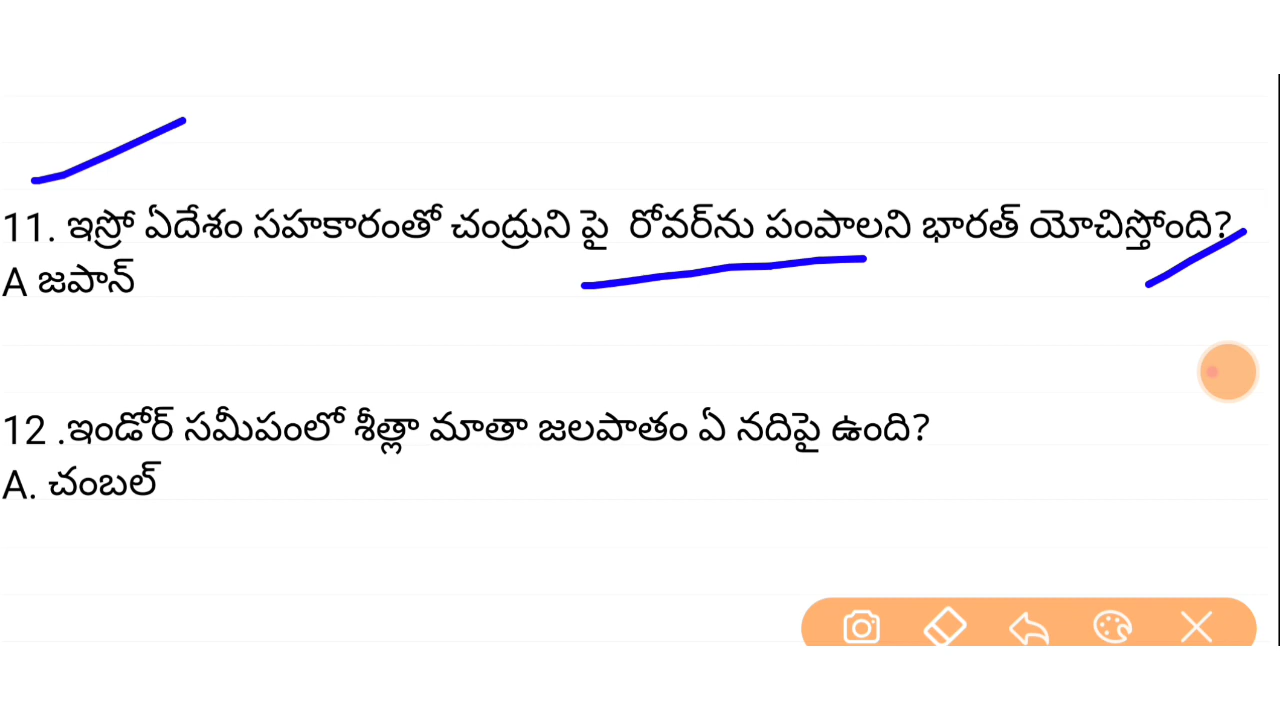 11. ఇస్రో ఏదేశం సహకారంతో చంద్రుని పై  రోవర్‌ను పంపాలని భారత్ యోచిస్తోంది?
A జపాన్
12 .ఇండోర్ సమీపంలో శీత్లా మాతా జలపాతం ఏ నదిపై ఉంది?
A. చంబల్